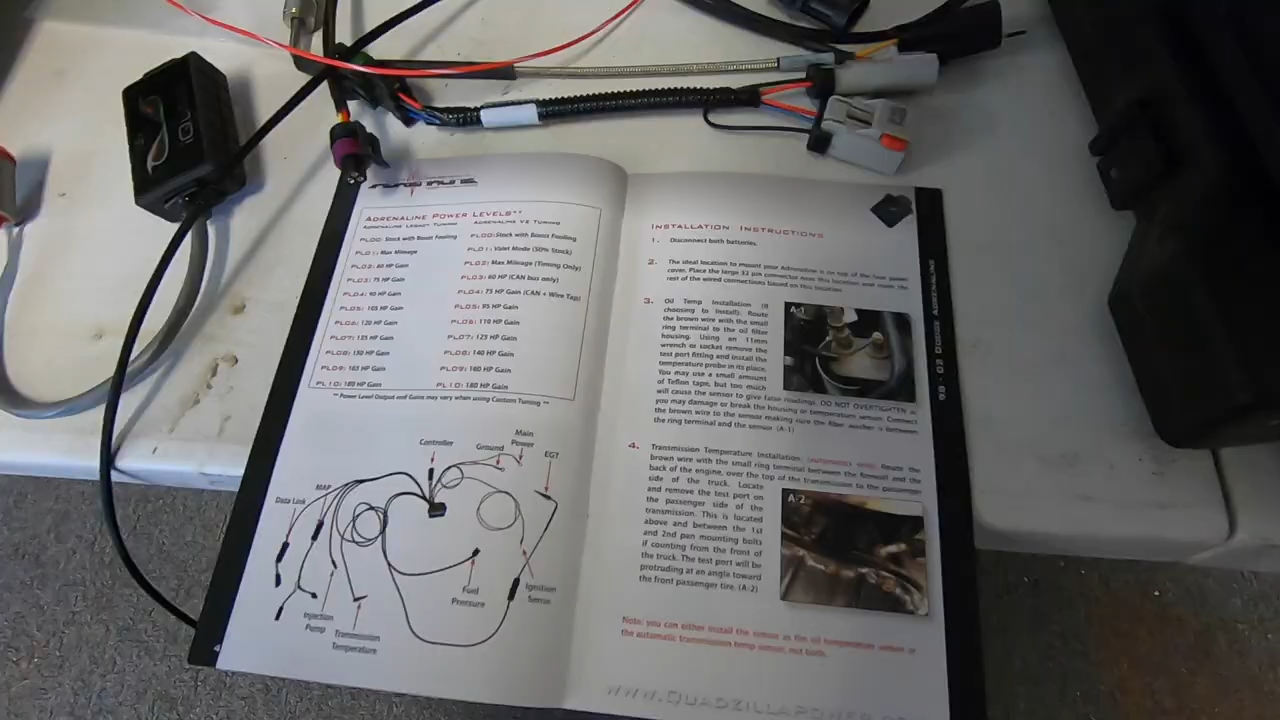 iQ
ADRENALINE
ADRENALINE POWER LEVELS**
ADRENALINE LEGACY TUNING
PL00: Stock with Boost Fooling
PL01: Max Mileage
PL02: 60 HP Gain
PL03: 75 HP Gain
PL04: 90 HP Gain
PL05: 105 HP Gain
PL06: 120 HP Gain
PL07: 135 HP Gain
PL08: 150 HP Gain
PL09: 165 HP Gain
PL10: 180 HP Gain
ADRENALINE V2 TUNING
PL00: Stock with Boost Fooling
PL01: Valet Mode (50% Stock)
PL02: Max Mileage (Timing Only)
PL03: 60 HP (CAN bus only)
PL04: 75 HP Gain (CAN + Wire Tap)
PL05: 95 HP Gain
PL06: 110 HP Gain
PL07: 125 HP Gain
PL08: 140 HP Gain
PL09: 160 HP Gain
PL10: 180 HP Gain
** Power Level Output and Gains may vary when using Custom Tuning **
Controller
Ground
Main
Power
EGT
MAP
Data Link
Injection
Pump
Transmission
Temperature
Fuel
Pressure
Ignition
Sense
4
INSTALLATION INSTRUCTIONS
1. Disconnect both batteries.
2. The ideal location to mount your Adrenaline is on top of the fuse power
cover. Place the large 32 pin connector near this location and route the
rest of the wired connections based on this location.
3. Oil Temp Installation (if
choosing to install): Route
the brown wire with the small
ring terminal to the oil filter
housing. Using an 11mm
wrench or socket remove the
test port fitting and install the
temperature probe in its place.
You may use a small amount
of Teflon tape, but too much
will cause the sensor to give false readings. DO NOT OVERTIGHTEN as
you may damage or break the housing or temperature sensor. Connect
the brown wire to the sensor making sure the fiber washer is between
the ring terminal and the sensor (A-1)
A-1
4. Transmission Temperature Installation: (AUTOMATICS ONLY) Route the
brown wire with the small ring terminal between the firewall and the
back of the engine, over the top of the transmission to the passenger
side of the truck. Locate
and remove the test port on
the passenger side of the
transmission. This is located
above and between the 1st
and 2nd pan mounting bolts
if counting from the front of
the truck. The test port will be
protruding at an angle toward
the front passenger tire. (A-2)
A-2
Note: you can either install the sensor as the oil temperature sensor or
the automatic transmission temp sensor, not both.
WWW.QUADZILLAPOWER.CO
98 - 02 DODGE ADRENALINE